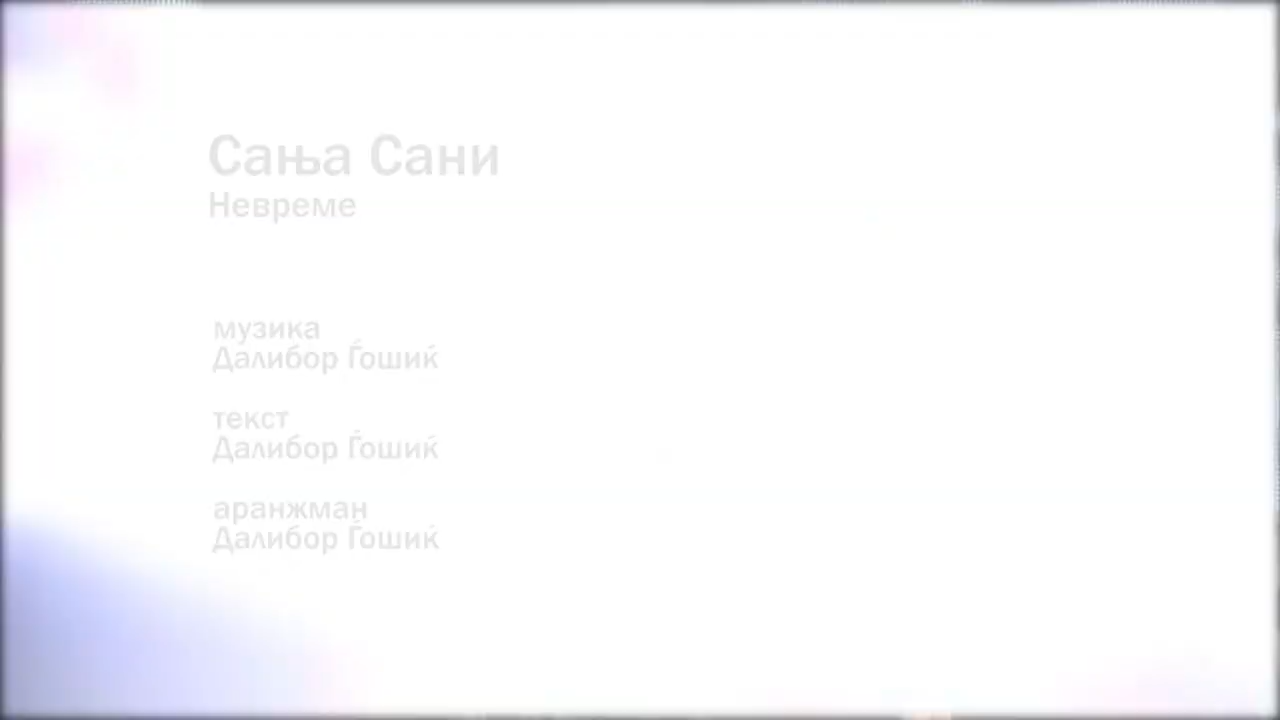 Сања Сани
Невреме
музика
Далибор Ѓошиќ
текст
Далибор Ѓошиќ
аранжман
Далибор Ѓошиќ